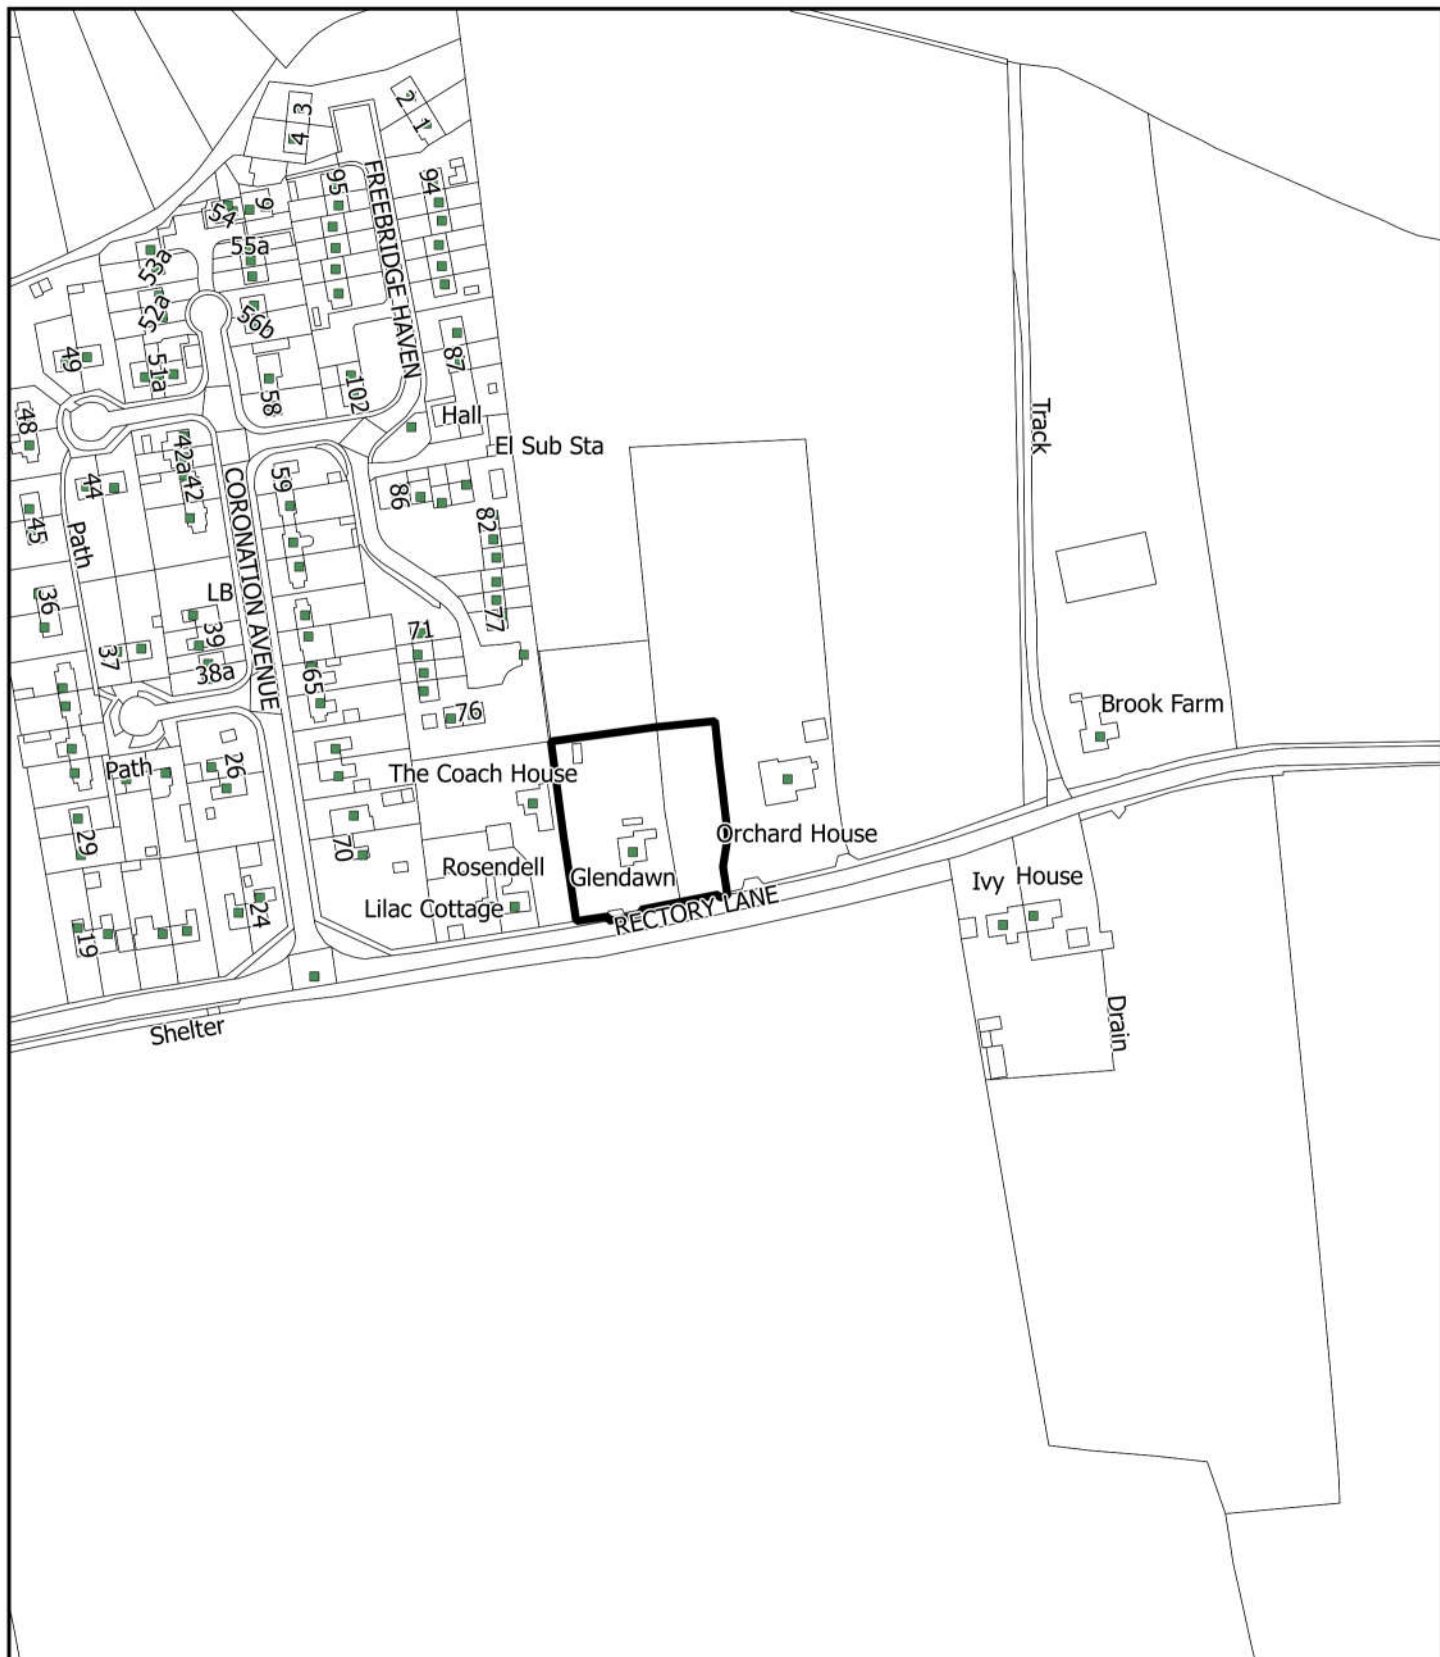 2
1
3
4
FREEBRIDGE HAVEN
95
94
54
9
55a
53a
52a
56b
49
51a
87
102
58
48
Hall
El Sub Sta
Track
42a
42
44
59
86
45
Path
CORONATION AVENUE
82
36
LB
77
39
71
37
38a
65
76
Brook Farm
Path
26
The Coach House
29
70
Orchard House
Rosendell
Glendawn
Ivy House
Lilac Cottage
RECTORY LANE
24
19
Shelter
Drain